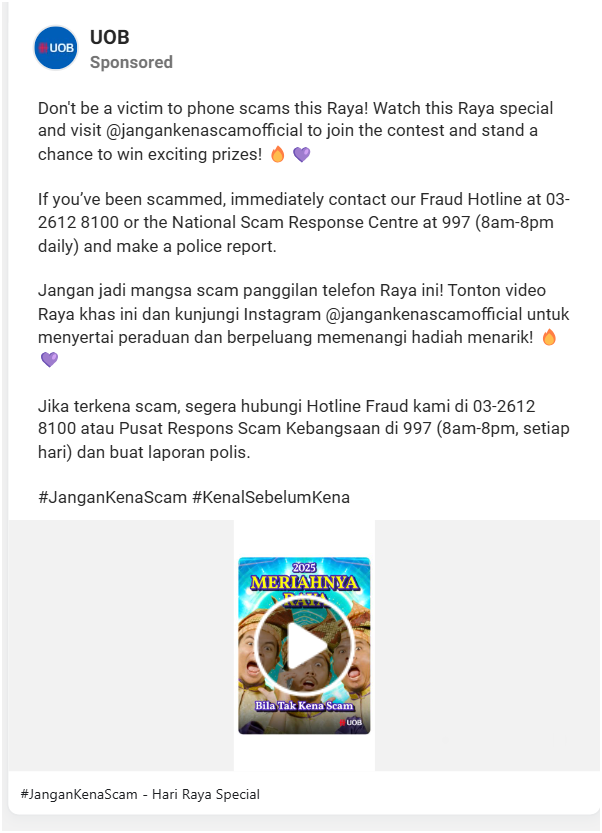 UOB
UOB
Sponsored
Don't be a victim to phone scams this Raya! Watch this Raya special
and visit @jangankenascamofficial to join the contest and stand a
chance to win exciting prizes! 🔥 💜
If you’ve been scammed, immediately contact our Fraud Hotline at 03-
2612 8100 or the National Scam Response Centre at 997 (8am-8pm
daily) and make a police report.
Jangan jadi mangsa scam panggilan telefon Raya ini! Tonton video
Raya khas ini dan kunjungi Instagram @jangankenascamofficial untuk
menyertai peraduan dan berpeluang memenangi hadiah menarik! 🔥
💜
Jika terkena scam, segera hubungi Hotline Fraud kami di 03-2612
8100 atau Pusat Respons Scam Kebangsaan di 997 (8am-8pm, setiap
hari) dan buat laporan polis.
#JanganKenaScam #KenalSebelumKena
2025
MERIAHNYA
RAYA
Bila Tak Kena Scam
UOB
#JanganKenaScam - Hari Raya Special